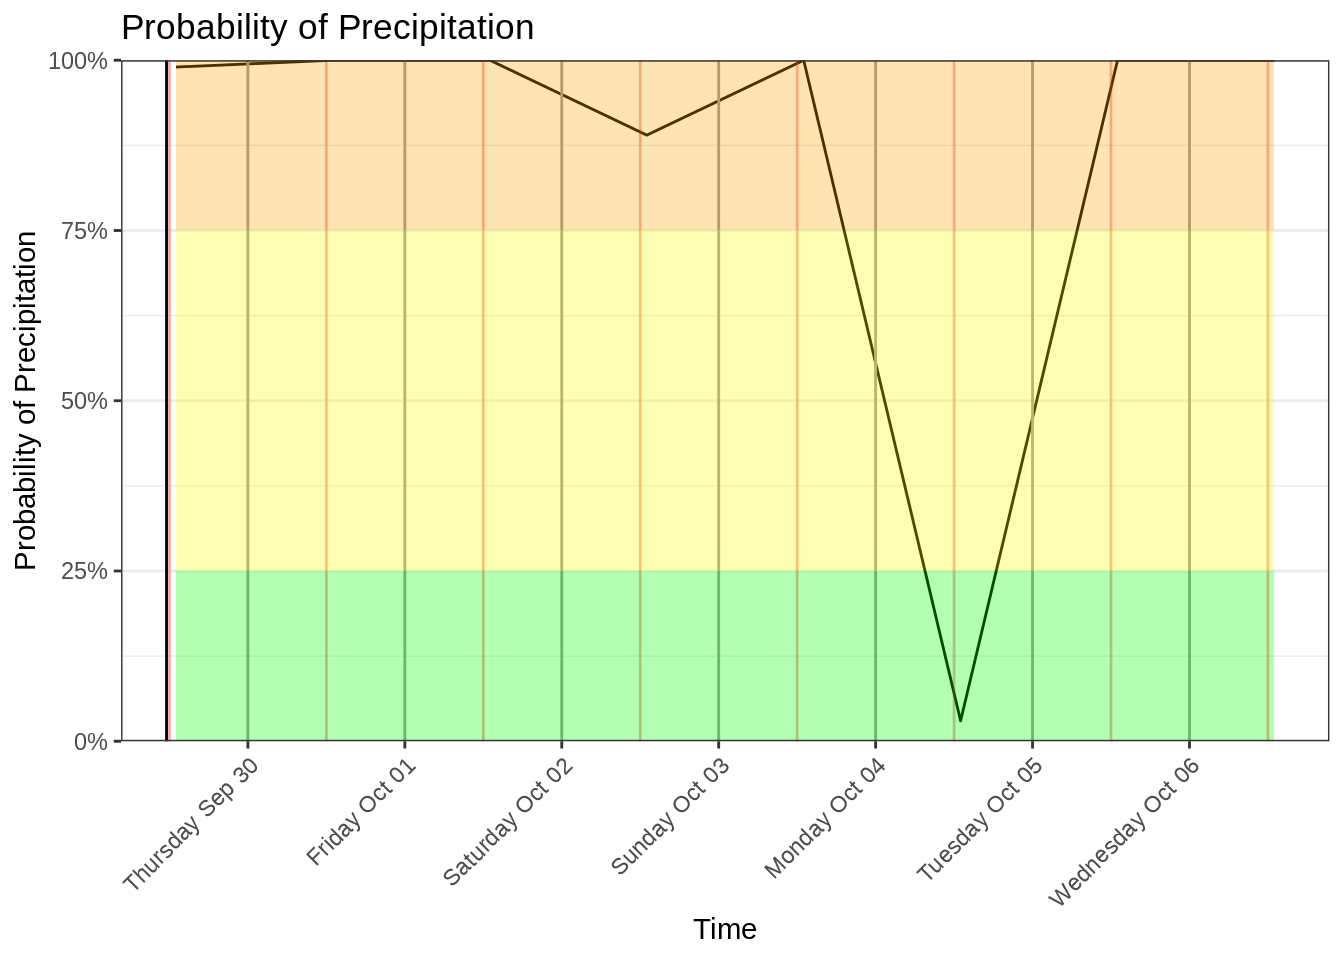 Probability of Precipitation
Probability of Precipitation
100%
75%
50%
25%
0%
Thursday Sep 30
Friday Oct 01
Saturday Oct 02
Sunday Oct 03
Monday Oct 04
Tuesday Oct 05
Wednesday Oct 06
Time